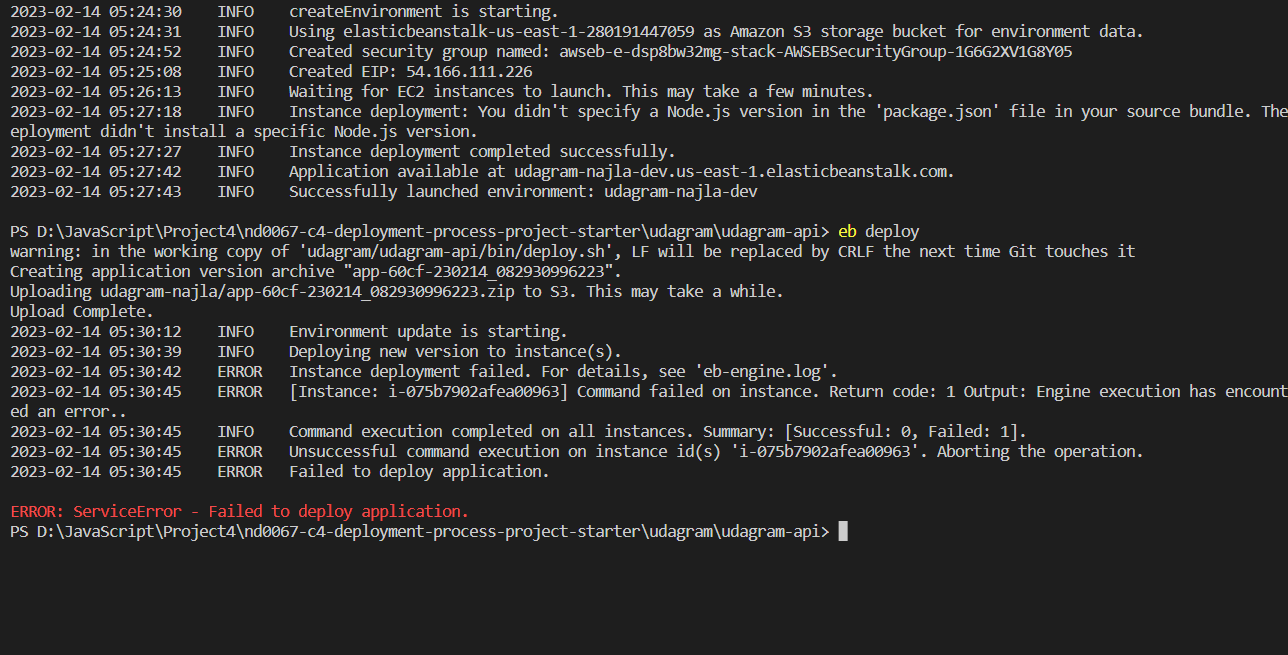 2023-02-14 05:24:30    INFO    createEnvironment is starting.
2023-02-14 05:24:31    INFO    Using elasticbeanstalk-us-east-1-280191447059 as Amazon S3 storage bucket for environment data.
2023-02-14 05:24:52    INFO    Created security group named: awseb-e-dsp8bw32mg-stack-AWSEBSecurityGroup-1G6G2XV1G8Y05
2023-02-14 05:25:08    INFO    Created EIP: 54.166.111.226
2023-02-14 05:26:13    INFO    Waiting for EC2 instances to launch. This may take a few minutes.
2023-02-14 05:27:18    INFO    Instance deployment: You didn't specify a Node.js version in the 'package.json' file in your source bundle. The
eployment didn't install a specific Node.js version.
2023-02-14 05:27:27    INFO    Instance deployment completed successfully.
2023-02-14 05:27:42    INFO    Application available at udagram-najla-dev.us-east-1.elasticbeanstalk.com.
2023-02-14 05:27:43    INFO    Successfully launched environment: udagram-najla-dev
PS D:\JavaScript\Project4\nd0067-c4-deployment-process-project-starter\udagram\udagram-api> eb deploy
warning: in the working copy of 'udagram/udagram-api/bin/deploy.sh', LF will be replaced by CRLF the next time Git touches it
Creating application version archive "app-60cf-230214_082930996223".
Uploading udagram-najla/app-60cf-230214_082930996223.zip to S3. This may take a while.
Upload Complete.
2023-02-14 05:30:12    INFO    Environment update is starting.
2023-02-14 05:30:39    INFO    Deploying new version to instance(s).
2023-02-14 05:30:42    ERROR   Instance deployment failed. For details, see 'eb-engine.log'.
2023-02-14 05:30:45    ERROR   [Instance: i-075b7902afea00963] Command failed on instance. Return code: 1 Output: Engine execution has encount
ed an error..
2023-02-14 05:30:45    INFO    Command execution completed on all instances. Summary: [Successful: 0, Failed: 1].
2023-02-14 05:30:45    ERROR   Unsuccessful command execution on instance id(s) 'i-075b7902afea00963'. Aborting the operation.
2023-02-14 05:30:45    ERROR   Failed to deploy application.
ERROR: ServiceError - Failed to deploy application.
PS D:\JavaScript\Project4\nd0067-c4-deployment-process-project-starter\udagram\udagram-api>